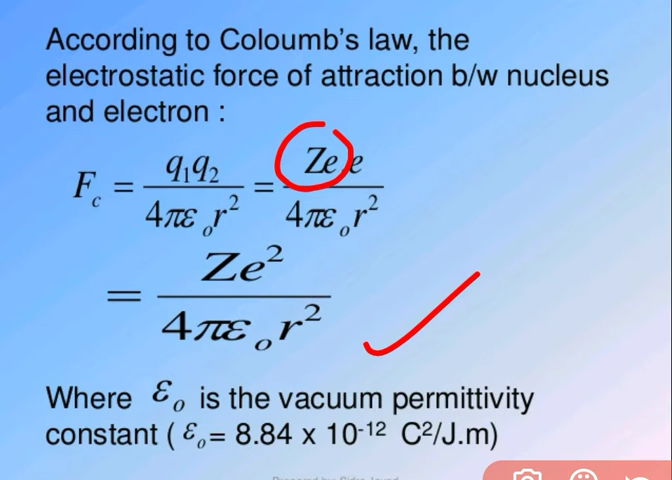 According to Coloumb's law, the
electrostatic force of attraction b/w nucleus
and electron :
F_c = q₁q₂ / 4πε_o r² = Ze e / 4πε_o r²
= Ze² / 4πε_o r²
Where ε_o is the vacuum permittivity
constant ( ε_o = 8.84 x 10⁻¹² C²/J.m)